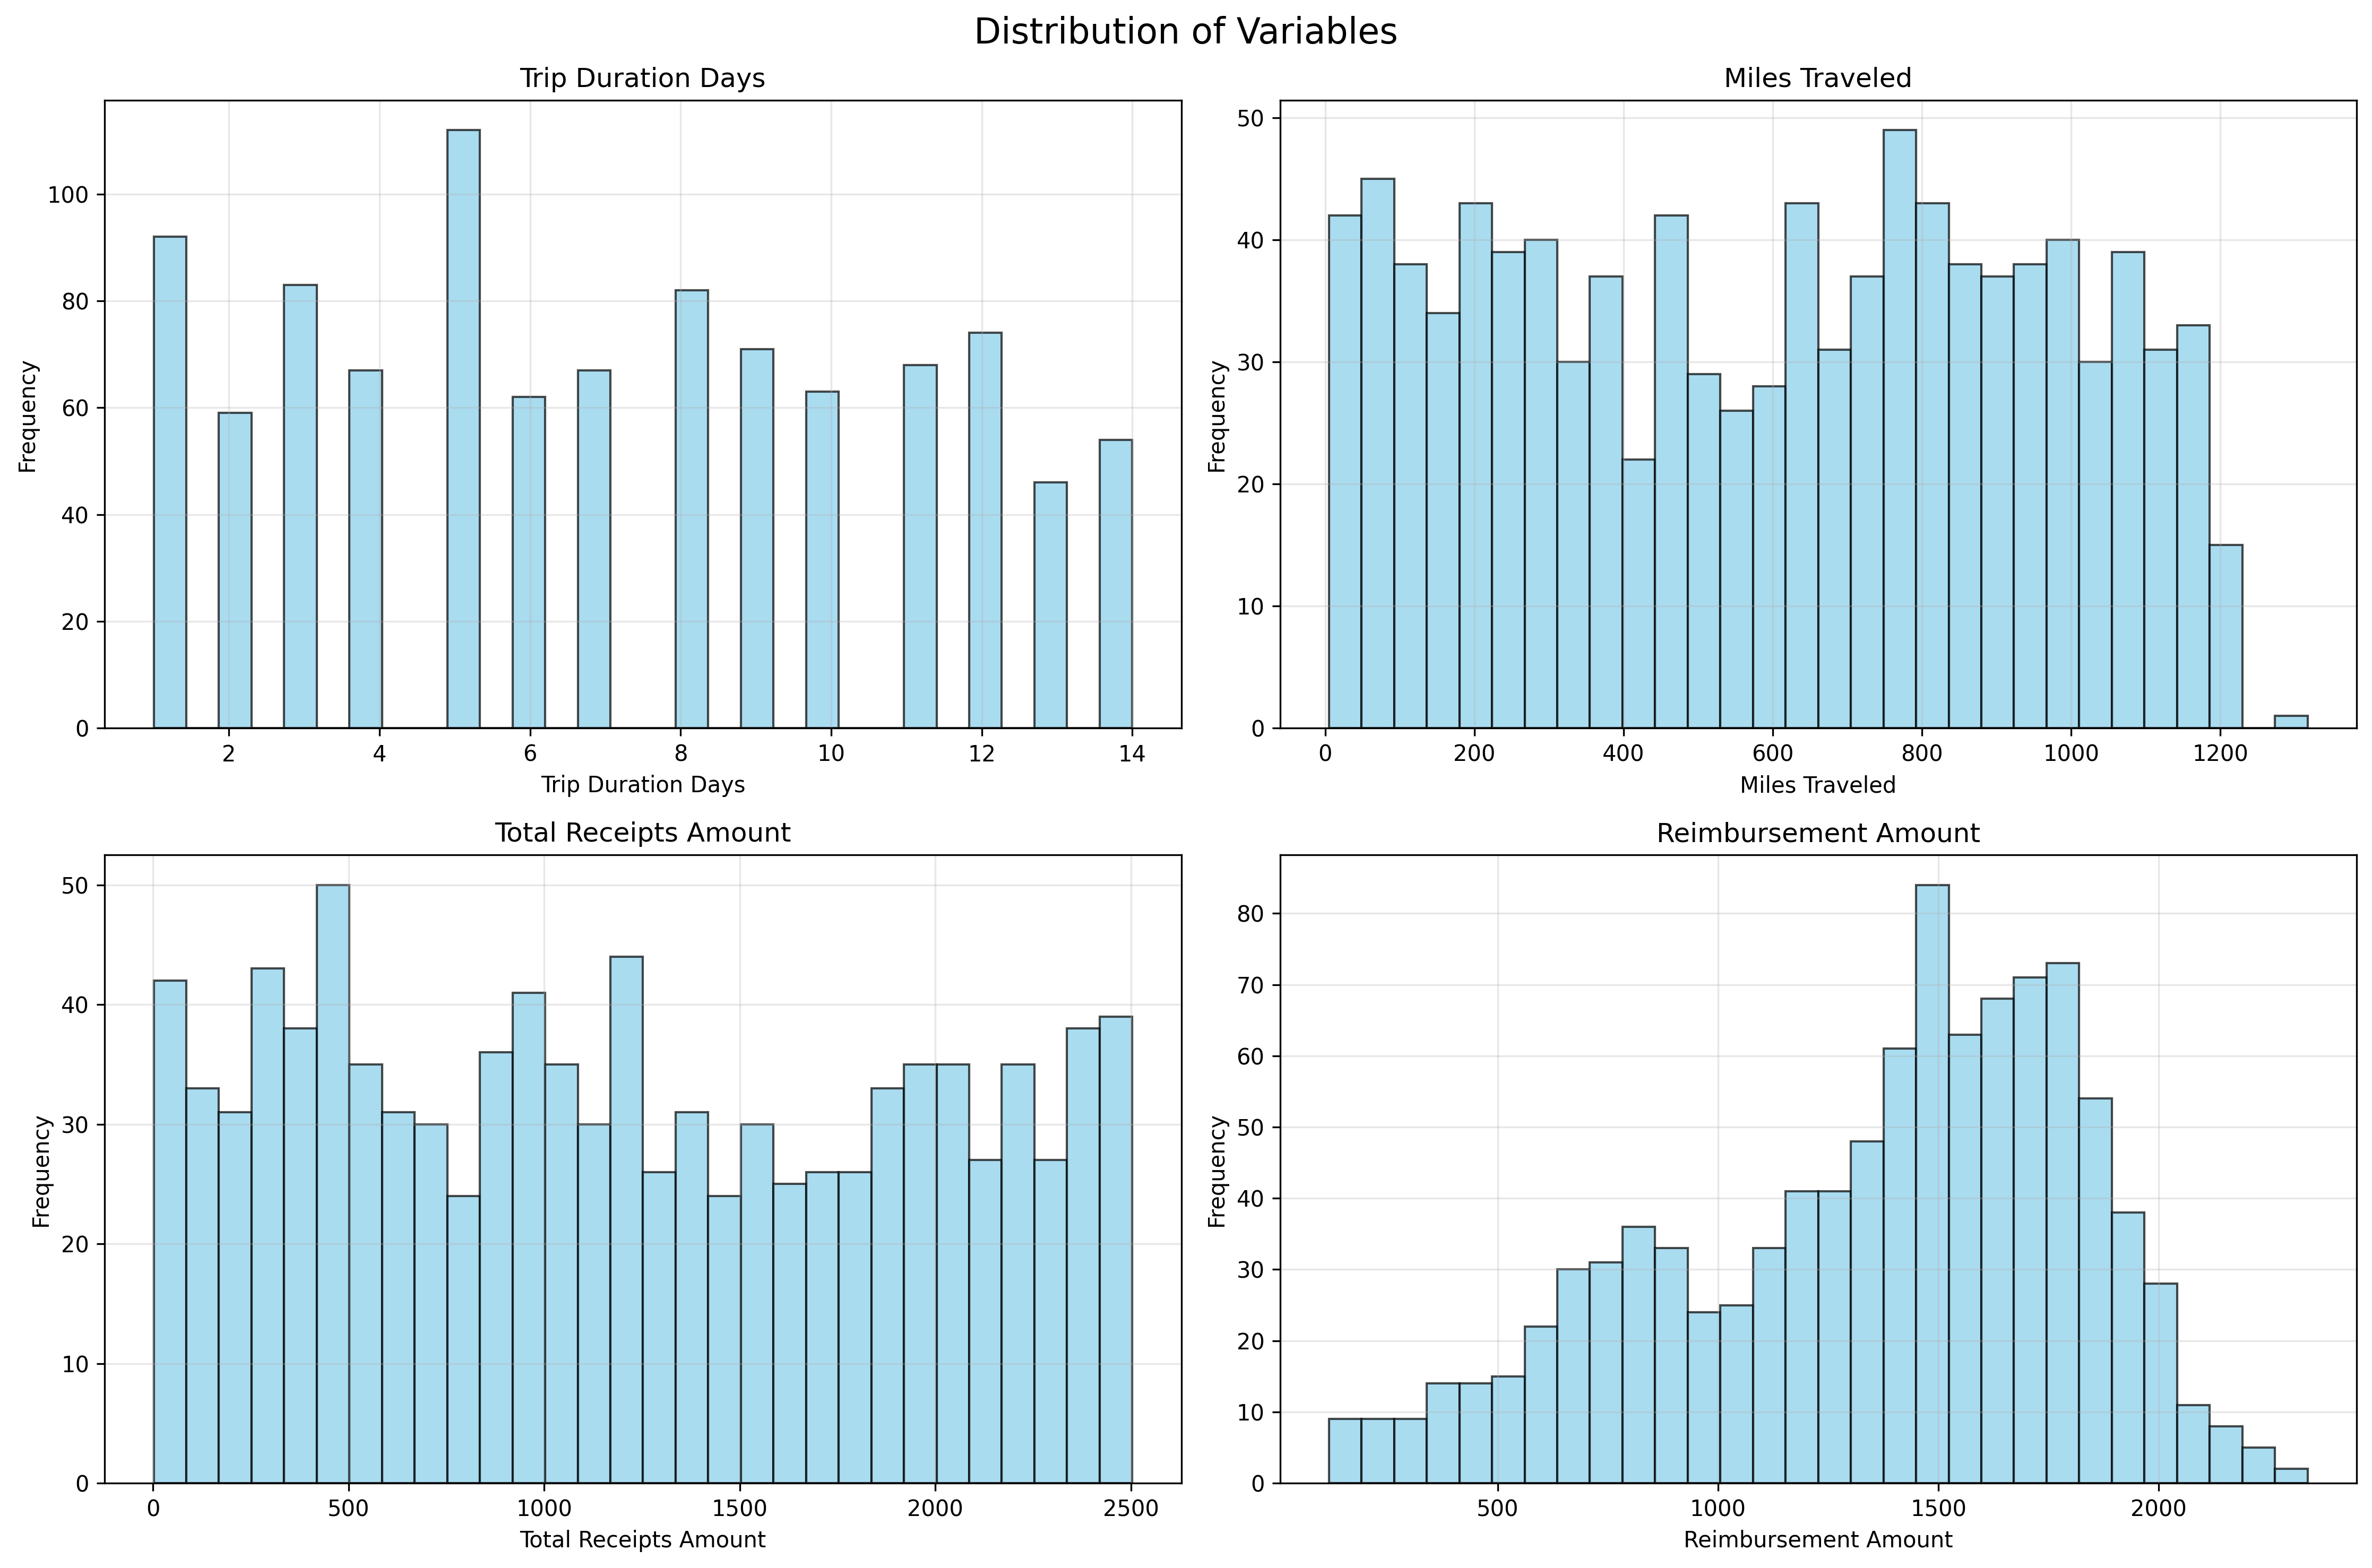 Distribution of Variables
Trip Duration Days
Frequency
100
80
60
40
20
0
2 4 6 8 10 12 14
Trip Duration Days
Miles Traveled
Frequency
50
40
30
20
10
0
0 200 400 600 800 1000 1200
Miles Traveled
Total Receipts Amount
Frequency
50
40
30
20
10
0
0 500 1000 1500 2000 2500
Total Receipts Amount
Reimbursement Amount
Frequency
80
70
60
50
40
30
20
10
0
500 1000 1500 2000
Reimbursement Amount